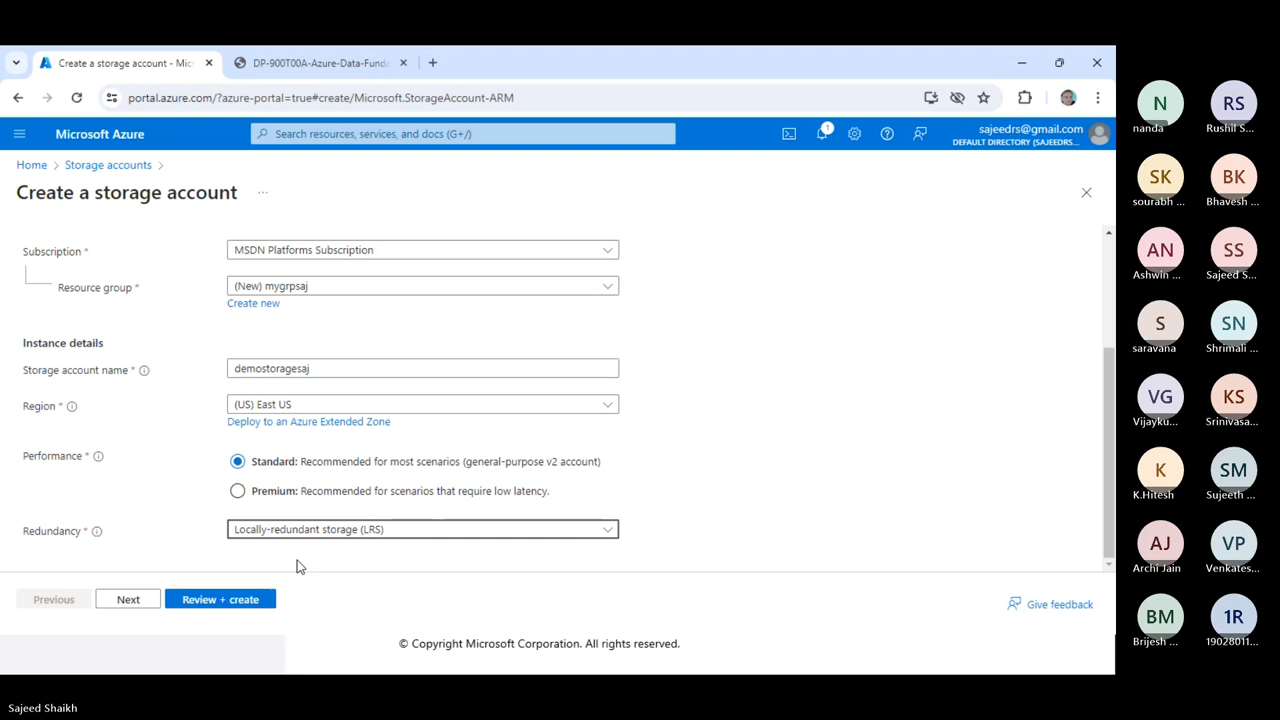 Create a storage account - Mic
DP-900T00A-Azure-Data-Funda
portal.azure.com/?azure-portal=true#create/Microsoft.StorageAccount-ARM
Microsoft Azure
Search resources, services, and docs (G+/)
1
sajeedrs@gmail.com
DEFAULT DIRECTORY (SAJEEDRS...
Home > Storage accounts >
Create a storage account ...
Subscription *
MSDN Platforms Subscription
Resource group *
(New) mygrpsaj
Create new
Instance details
Storage account name *
demostoragesaj
Region *
(US) East US
Deploy to an Azure Extended Zone
Performance *
Standard: Recommended for most scenarios (general-purpose v2 account)
Premium: Recommended for scenarios that require low latency.
Redundancy *
Locally-redundant storage (LRS)
Previous
Next
Review + create
Give feedback
© Copyright Microsoft Corporation. All rights reserved.
N
nanda
RS
Rushil S...
SK
sourabh ...
BK
Bhavesh ...
AN
Ashwin ...
SS
Sajeed S...
S
saravana
SN
Shrimali ...
VG
Vijayku...
KS
Srinivasa...
K
K.Hitesh
SM
Sujeeth ...
AJ
Archi Jain
VP
Venkates...
BM
Brijesh ...
1R
19028011...
Sajeed Shaikh